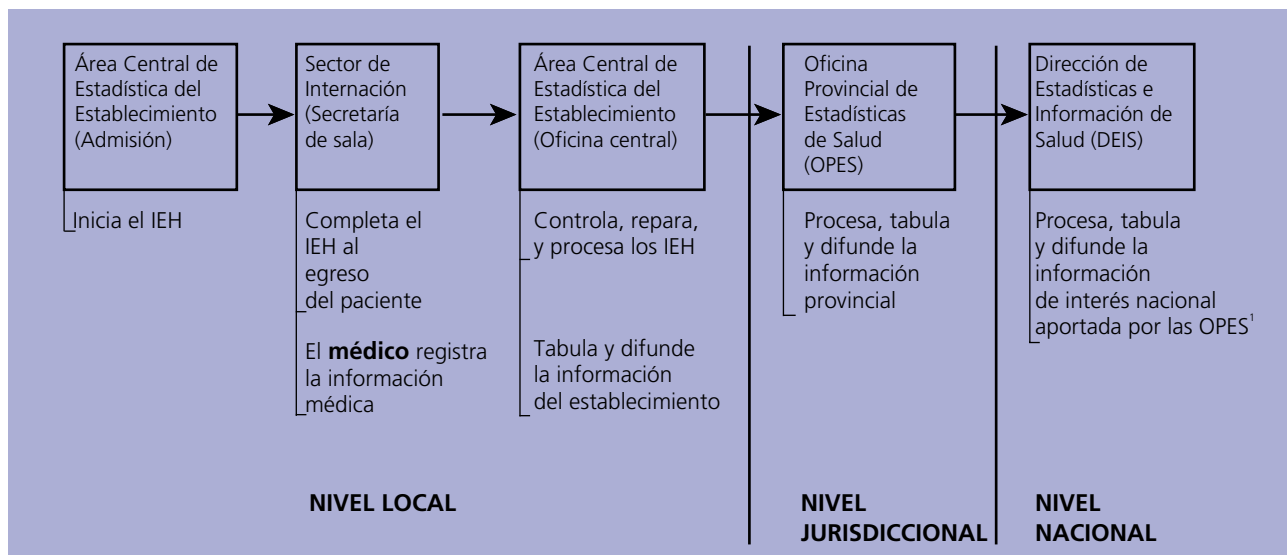 Área Central de
Estadística del
Establecimiento
(Admisión)
Inicia el IEH
Sector de
Internación
(Secretaría
de sala)
Completa el
IEH al
egreso
del paciente
El médico registra
la información
médica
Área Central de
Estadística del
Establecimiento
(Oficina central)
Controla, repara,
y procesa los IEH
Tabula y difunde
la información
del establecimiento
NIVEL LOCAL
Oficina
Provincial de
Estadísticas
de Salud
(OPES)
Procesa, tabula
y difunde la
información
provincial
NIVEL
JURISDICCIONAL
Dirección de
Estadísticas e
Información de
Salud (DEIS)
Procesa, tabula
y difunde la
información
de interés nacional
aportada por las OPES¹
NIVEL
NACIONAL